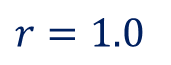 r = 1.0